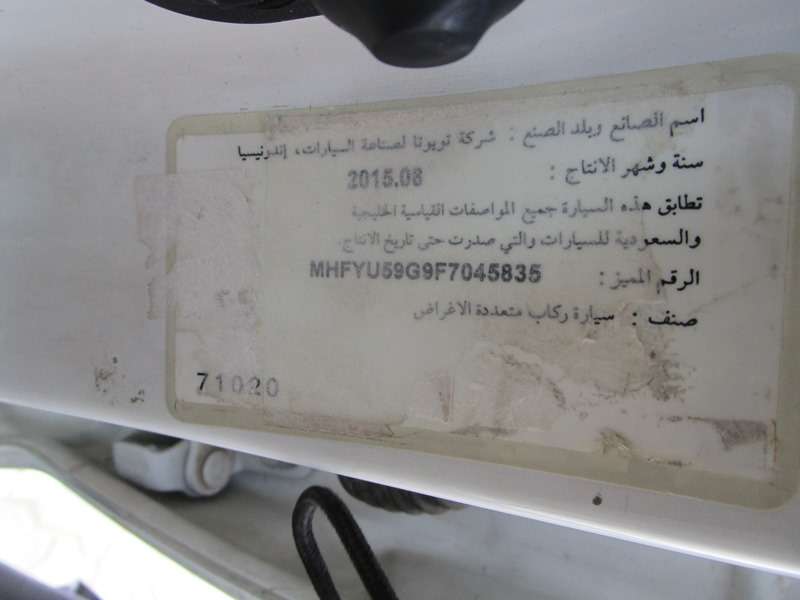 اسم الصانع وبلد الصنع : شركة تويوتا لصناعة السيارات، إندونيسيا
سنة وشهر الانتاج : 2015.08
تطابق هذه السيارة جميع المواصفات القياسية الخليجية
والسعودية للسيارات والتي صدرت حتى تاريخ الانتاج.
الرقم المميز : MHFYU59G9F7045835
صنف : سيارة ركاب متعددة الاغراض
71020